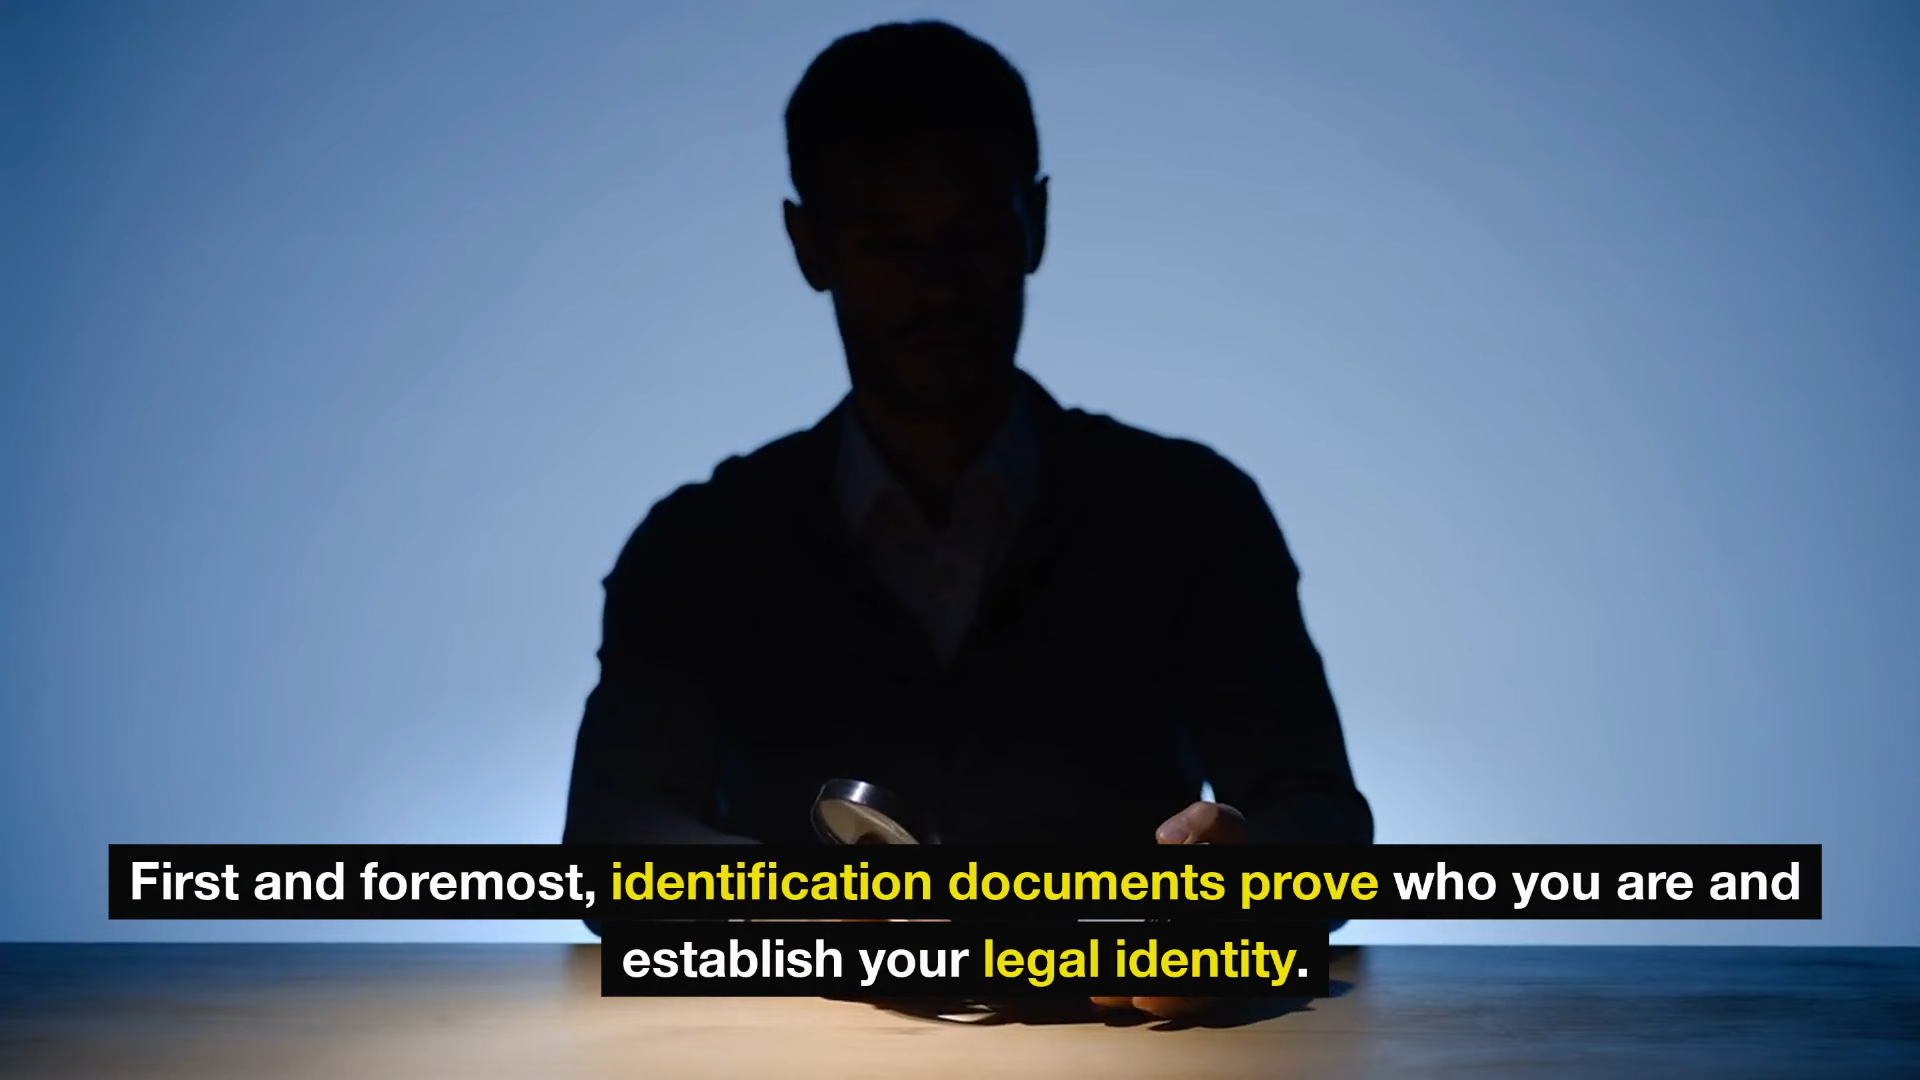 First and foremost, identification documents prove who you are and
establish your legal identity.